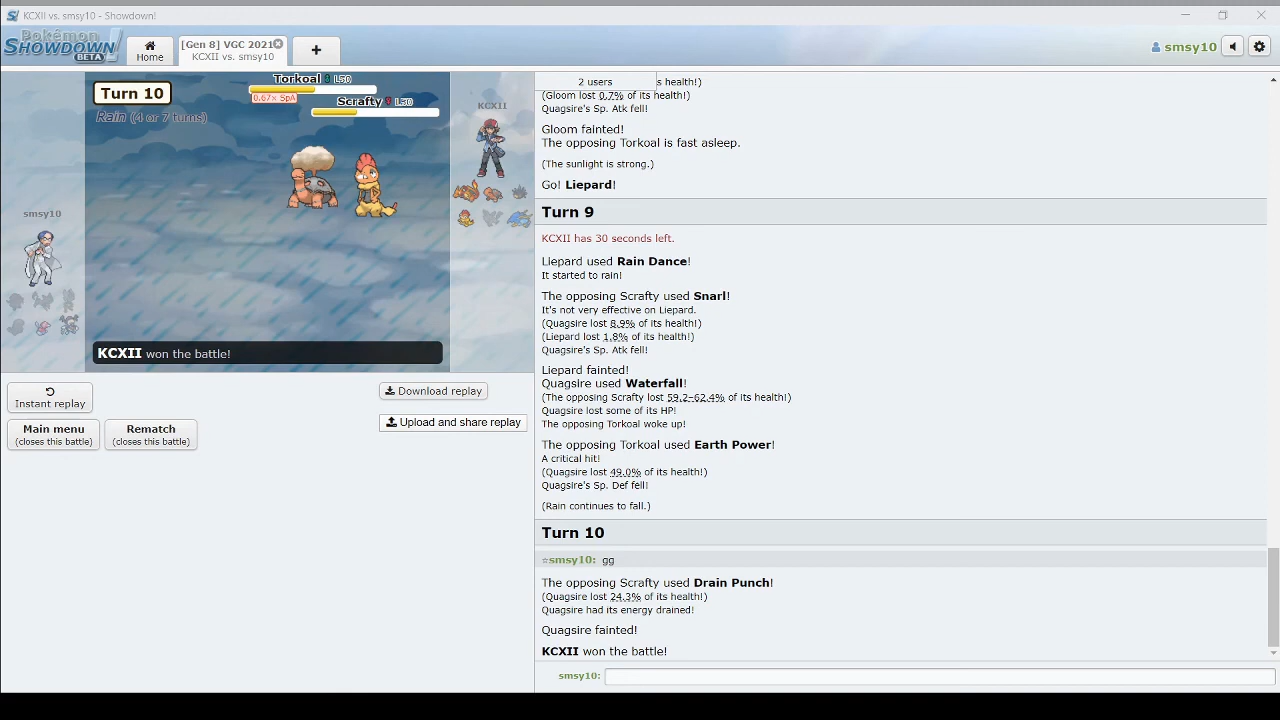 KCXII vs. smsy10 - Showdown!
Pokémon
SHOWDOWN!
BETA
Home
[Gen 8] VGC 2021
KCXII vs. smsy10
smsy10
Turn 10
Rain (4 or 7 turns)
Torkoal L50
0.67× SpA
Scrafty L50
KCXII
smsy10
KCXII won the battle!
Instant replay
Download replay
Upload and share replay
Main menu
(closes this battle)
Rematch
(closes this battle)
2 users
s health!)
(Gloom lost 0.7% of its health!)
Quagsire's Sp. Atk fell!
Gloom fainted!
The opposing Torkoal is fast asleep.
(The sunlight is strong.)
Go! Liepard!
Turn 9
KCXII has 30 seconds left.
Liepard used Rain Dance!
It started to rain!
The opposing Scrafty used Snarl!
It's not very effective on Liepard.
(Quagsire lost 8.9% of its health!)
(Liepard lost 1.8% of its health!)
Quagsire's Sp. Atk fell!
Liepard fainted!
Quagsire used Waterfall!
(The opposing Scrafty lost 59.2–62.4% of its health!)
Quagsire lost some of its HP!
The opposing Torkoal woke up!
The opposing Torkoal used Earth Power!
A critical hit!
(Quagsire lost 49.0% of its health!)
Quagsire's Sp. Def fell!
(Rain continues to fall.)
Turn 10
☆smsy10: gg
The opposing Scrafty used Drain Punch!
(Quagsire lost 24.3% of its health!)
Quagsire had its energy drained!
Quagsire fainted!
KCXII won the battle!
smsy10: